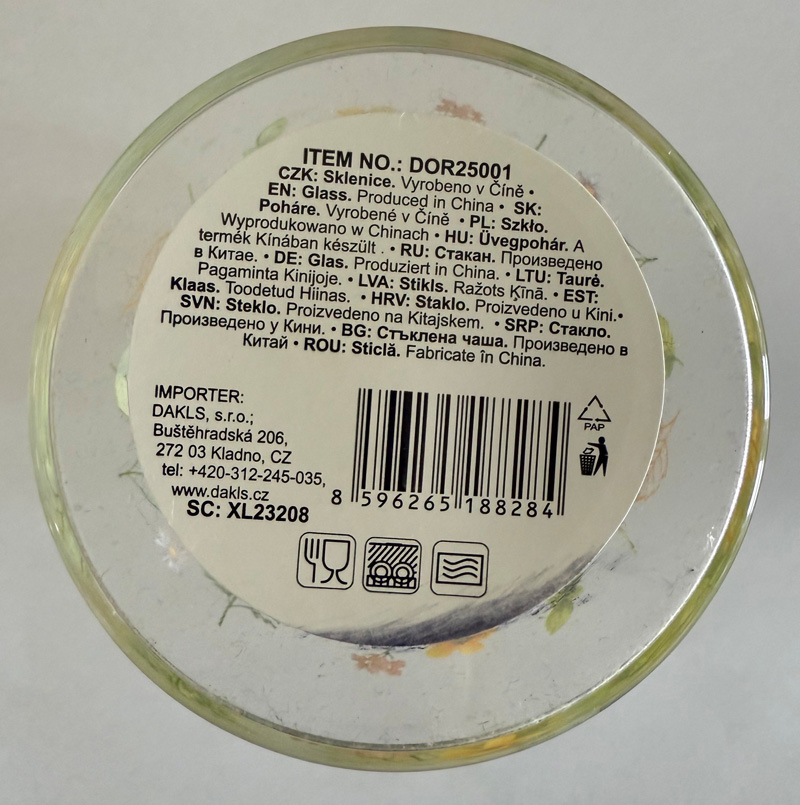 ITEM NO.: DOR25001
CZK: Sklenice. Vyrobeno v Číně •
EN: Glass. Produced in China • SK:
Poháre. Vyrobené v Číně • PL: Szkło.
Wyprodukowano w Chinach • HU: Üvegpohár. A
termék Kínában készült . • RU: Стакан. Произведено
в Китае. • DE: Glas. Produziert in China. • LTU: Taurė.
Pagaminta Kinijoje. • LVA: Stikls. Ražots Ķīnā. • EST:
Klaas. Toodetud Hiinas. • HRV: Staklo. Proizvedeno u Kini.•
SVN: Steklo. Proizvedeno na Kitajskem. • SRP: Стакло.
Произведено у Кини. • BG: Стъклена чаша. Произведено в
Китай • ROU: Sticlă. Fabricate în China.
IMPORTER:
DAKLS, s.r.o.;
Buštěhradská 206,
272 03 Kladno, CZ
tel: +420-312-245-035,
www.dakls.cz
SC: XL23208
8 596265 188284
PAP